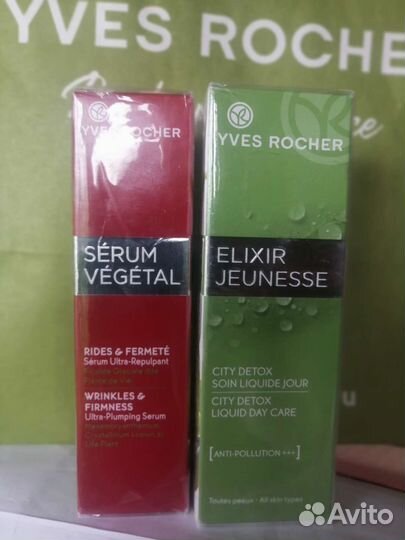 YVES ROCHER
YVES ROCHER
SÉRUM
VÉGÉTAL
RIDES & FERMETÉ
Sérum Ultra-Repulpant
WRINKLES &
FIRMNESS
Ultra-Plumping Serum
YVES ROCHER
ELIXIR
JEUNESSE
CITY DETOX
SOIN LIQUIDE JOUR
CITY DETOX
LIQUID DAY CARE
[ANTI-POLLUTION +++]
Toutes peaux - All skin types
Avito